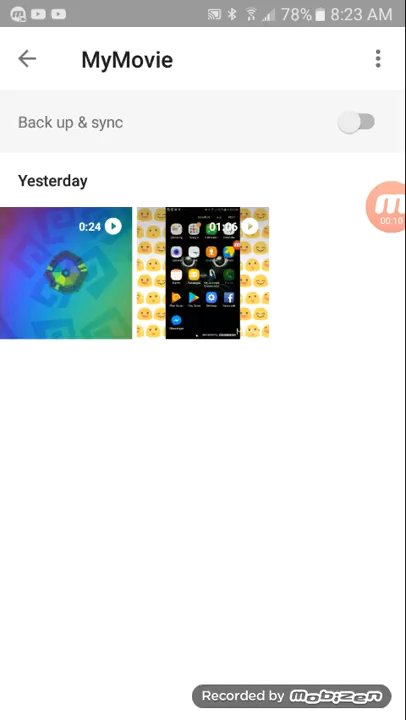 78% 8:23 AM
MyMovie
Back up & sync
Yesterday
0:24
01:06
00:10
Recorded by mobizen